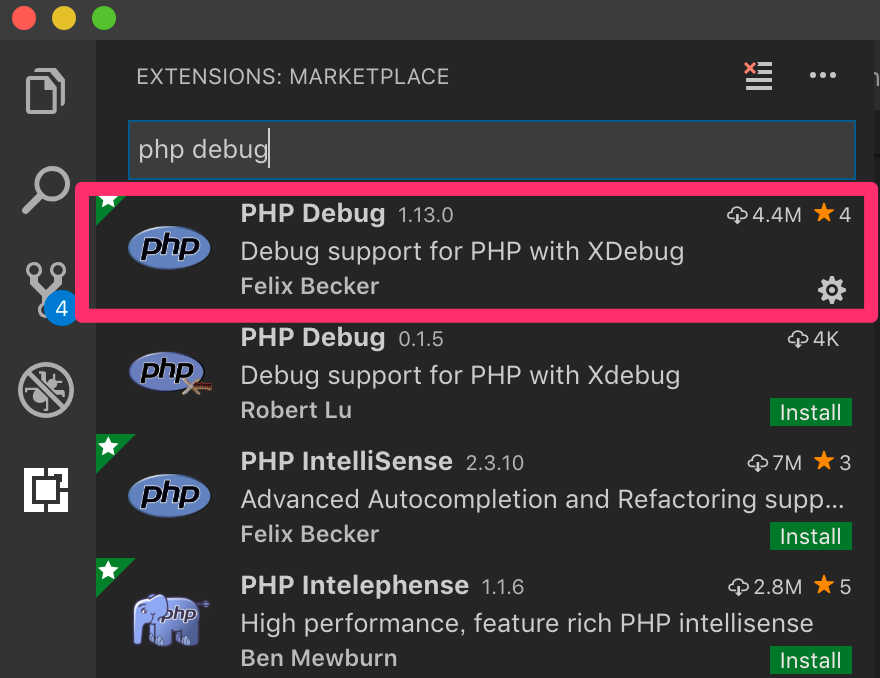 EXTENSIONS: MARKETPLACE
php debug
php PHP Debug 1.13.0 4.4M 4
Debug support for PHP with XDebug
Felix Becker
4
php PHP Debug 0.1.5 4K
Debug support for PHP with Xdebug
Robert Lu Install
PHP IntelliSense 2.3.10 7M 3
php Advanced Autocompletion and Refactoring supp...
Felix Becker Install
PHP Intelephense 1.1.6 2.8M 5
php High performance, feature rich PHP intellisense
Ben Mewburn Install